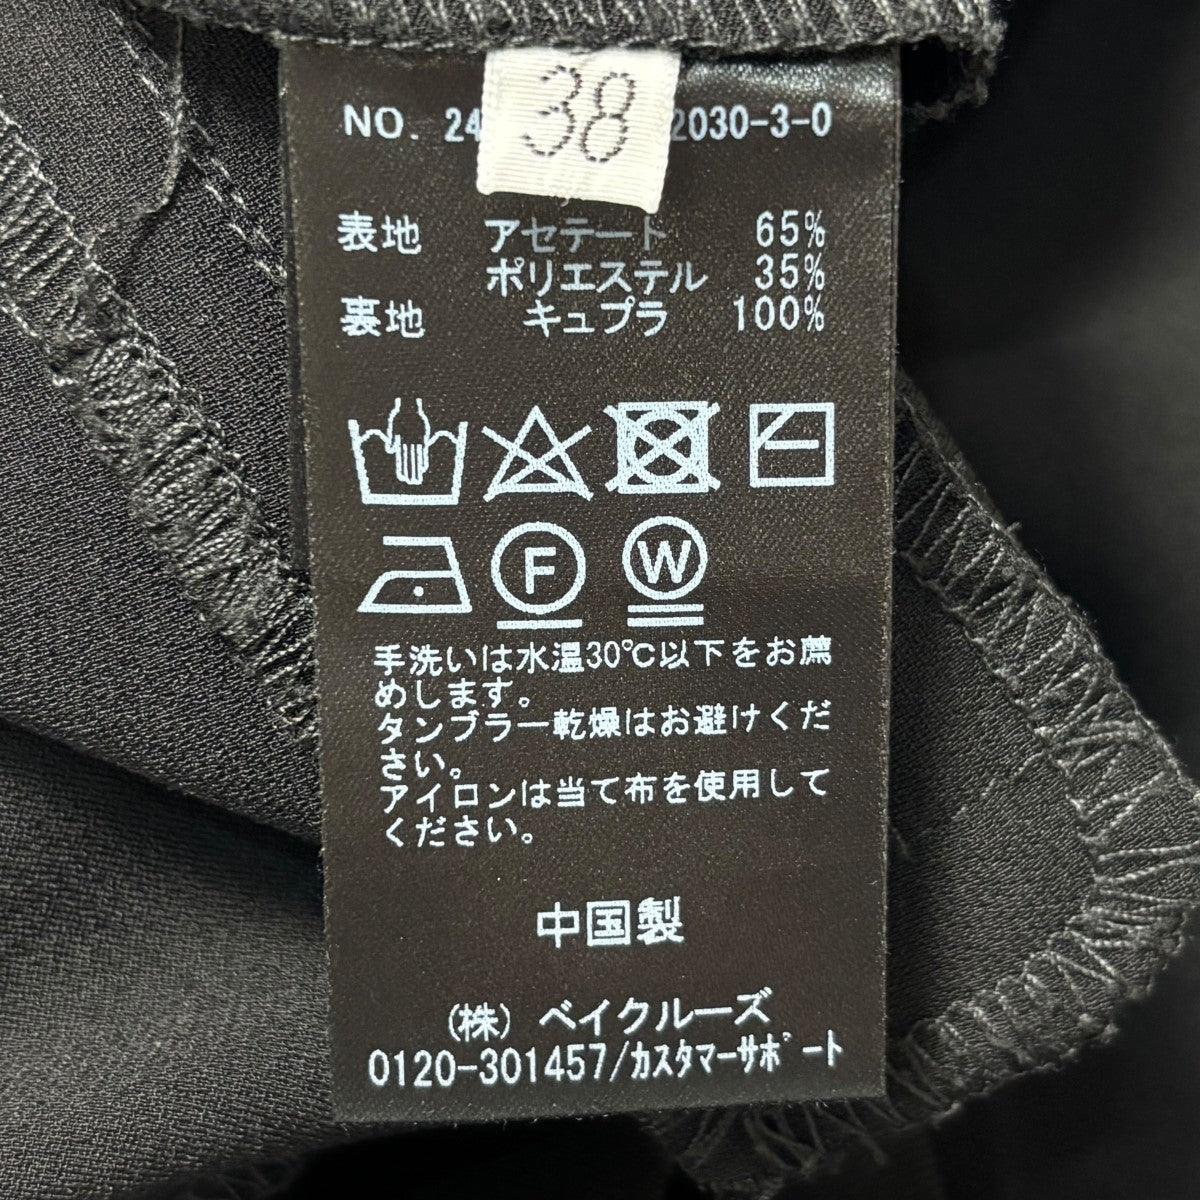 38
NO. 24 2030-3-0
表地 アセテート 65%
ポリエステル 35%
裏地 キュプラ 100%
F W
手洗いは水温30℃以下をお薦
めします。
タンブラー乾燥はお避けくだ
さい。
アイロンは当て布を使用して
ください。
中国製
(株) ベイクルーズ
0120-301457/カスタマーサポート